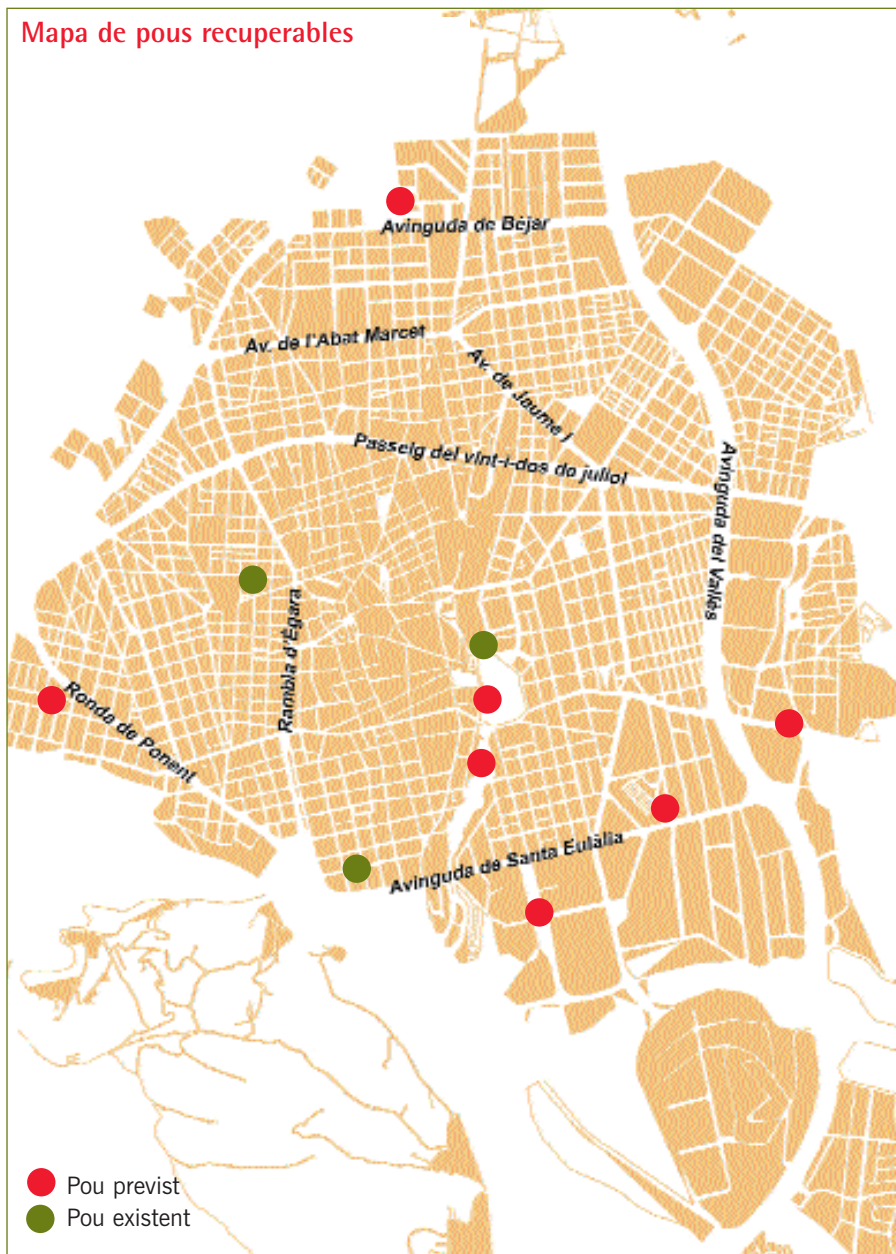 Mapa de pous recuperables
Avinguda de Bèjar
Av. de l'Abat Marcet
Av. de Jaume I
Passeig del vint-i-dos de juliol
Avinguda del Vallès
Rambla d'Ègara
Ronda de Ponent
Avinguda de Santa Eulàlia
Pou previst
Pou existent